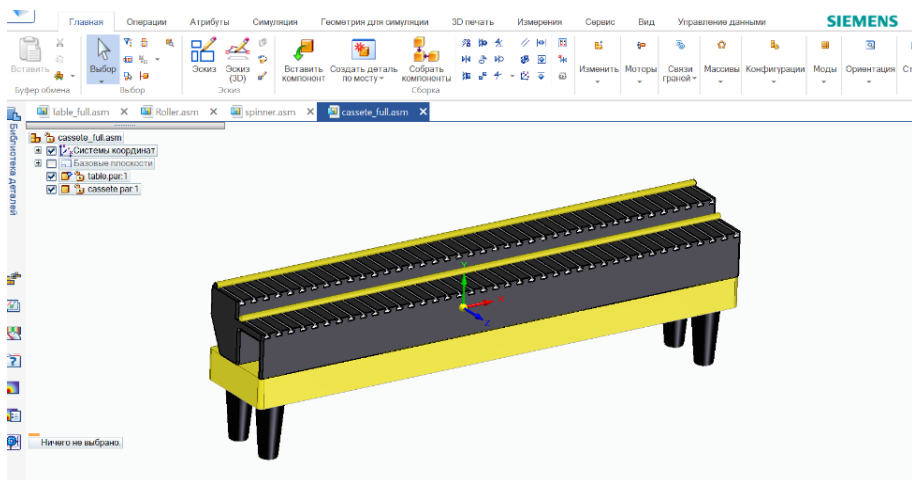 Главная Операции Атрибуты Симуляция Геометрия для симуляции 3D печать Измерения Сервис Вид Управление данными SIEMENS
Вставить Выбор Эскиз Эскиз (3D) Вставить компонент Создать деталь по месту Собрать компоненты Изменить Моторы Связи граней Массивы Конфигурации Моды Ориентация
Буфер обмена Выбор Эскиз Сборка
Table_full.asm Roller.asm spinner.asm cassete_full.asm
Библиотека деталей
cassete_full.asm
Системы координат
Базовые плоскости
table.par:1
cassete.par:1
Y
Z
Ничего не выбрано.